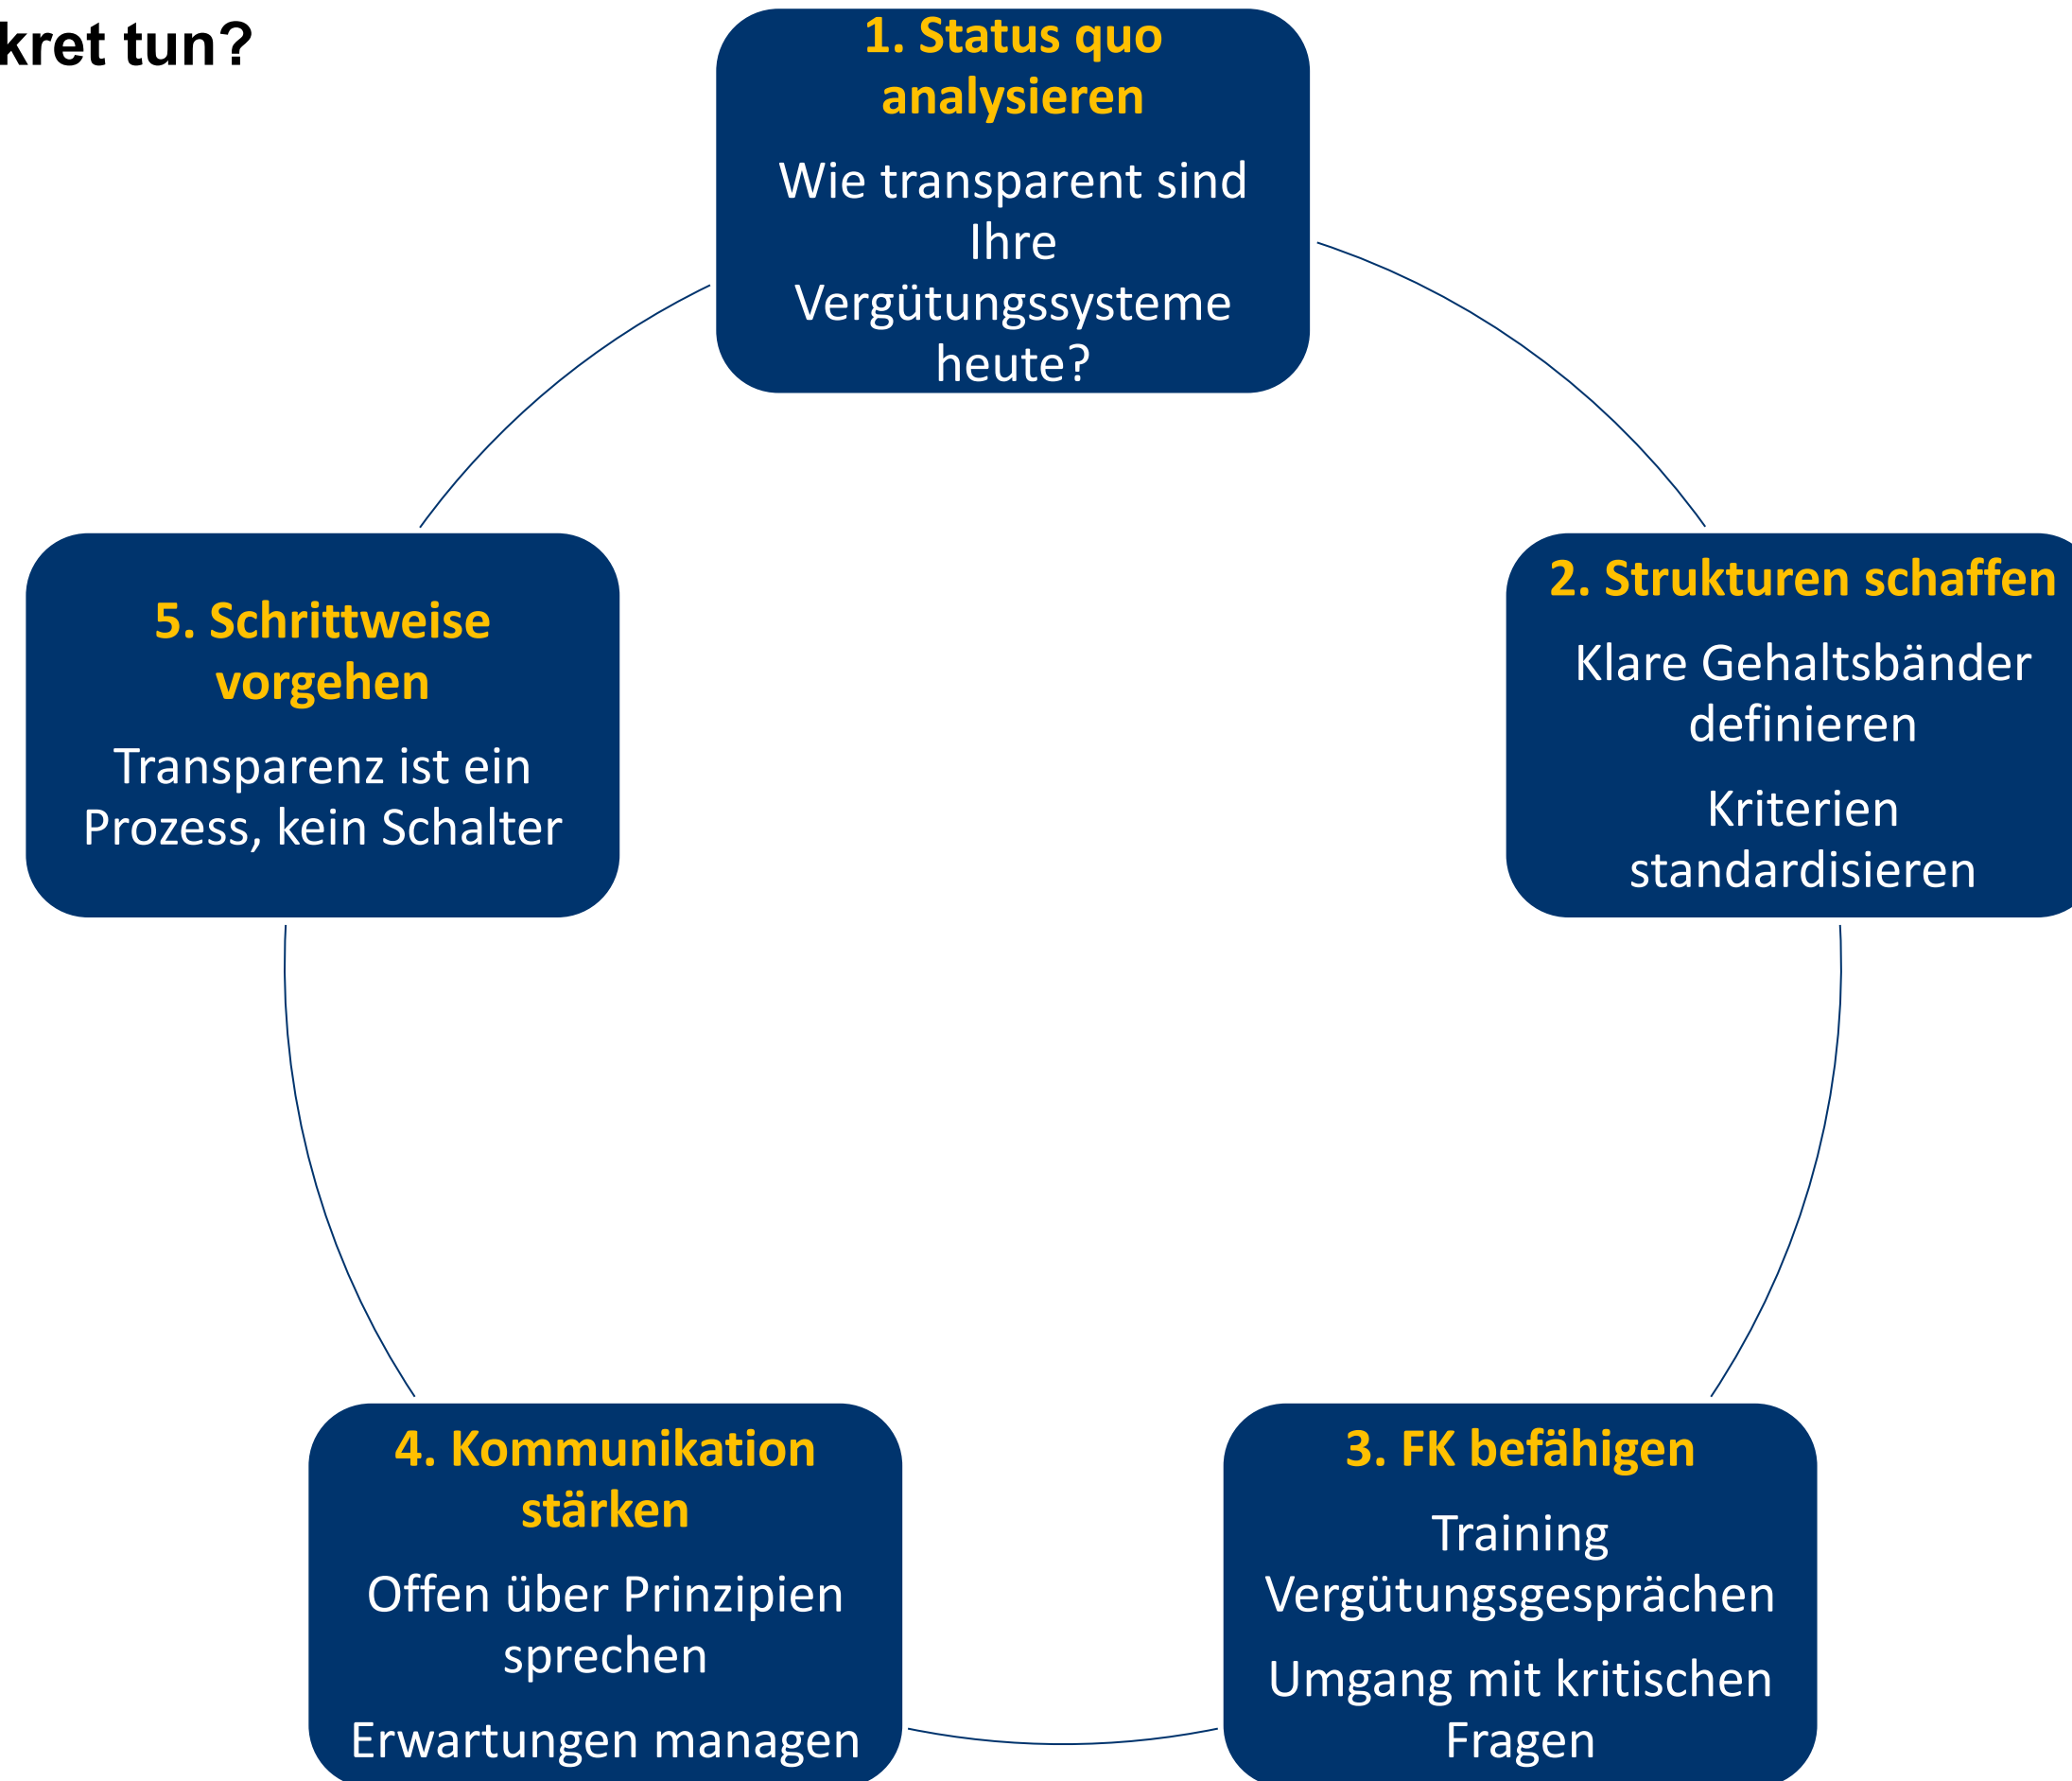 kret tun?
1. Status quo
analysieren
Wie transparent sind
Ihre
Vergütungssysteme
heute?
2. Strukturen schaffen
Klare Gehaltsbänder
definieren
Kriterien
standardisieren
3. FK befähigen
Training
Vergütungsgesprächen
Umgang mit kritischen
Fragen
4. Kommunikation
stärken
Offen über Prinzipien
sprechen
Erwartungen managen
5. Schrittweise
vorgehen
Transparenz ist ein
Prozess, kein Schalter